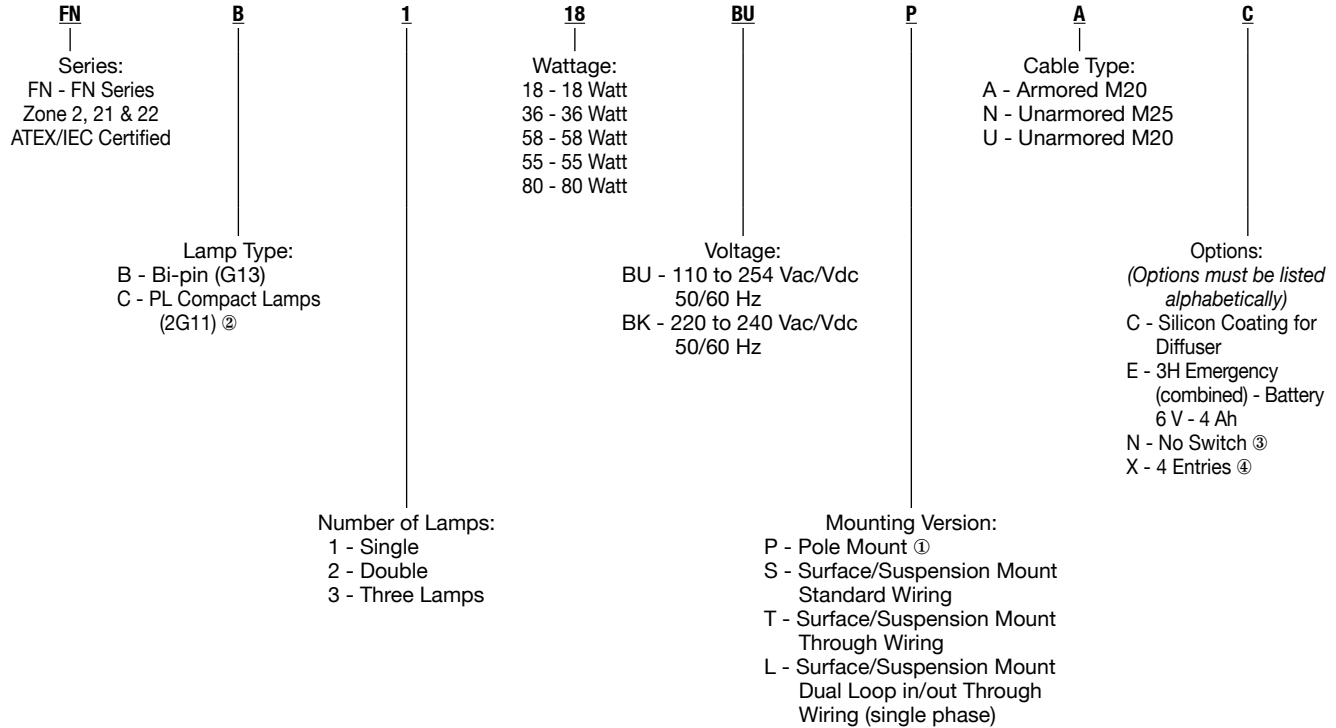 FN B 1 18 BU P A C
Series:
FN - FN Series
Zone 2, 21 & 22
ATEX/IEC Certified
Wattage:
18 - 18 Watt
36 - 36 Watt
58 - 58 Watt
55 - 55 Watt
80 - 80 Watt
Cable Type:
A - Armored M20
N - Unarmored M25
U - Unarmored M20
Lamp Type:
B - Bi-pin (G13)
C - PL Compact Lamps
(2G11) ②
Voltage:
BU - 110 to 254 Vac/Vdc
50/60 Hz
BK - 220 to 240 Vac/Vdc
50/60 Hz
Options:
(Options must be listed
alphabetically)
C - Silicon Coating for
Diffuser
E - 3H Emergency
(combined) - Battery
6 V - 4 Ah
N - No Switch ③
X - 4 Entries ④
Number of Lamps:
1 - Single
2 - Double
3 - Three Lamps
Mounting Version:
P - Pole Mount ①
S - Surface/Suspension Mount
Standard Wiring
T - Surface/Suspension Mount
Through Wiring
L - Surface/Suspension Mount
Dual Loop in/out Through
Wiring (single phase)